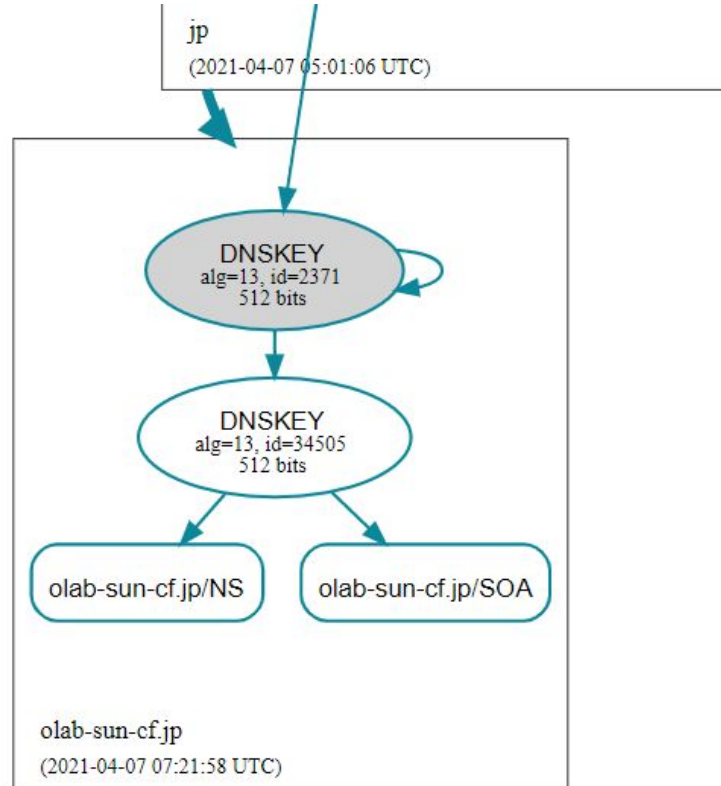 jp
(2021-04-07 05:01:06 UTC)
DNSKEY
alg=13, id=2371
512 bits
DNSKEY
alg=13, id=34505
512 bits
olab-sun-cf.jp/NS
olab-sun-cf.jp/SOA
olab-sun-cf.jp
(2021-04-07 07:21:58 UTC)